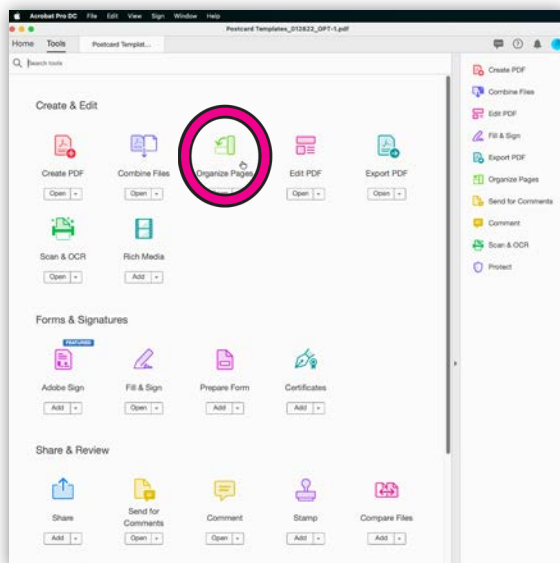 Acrobat Pro DC File Edit View Sign Window Help
Postcard Templates_012822_OPT-1.pdf
Home Tools Postcard Templat...
Search tools
Create & Edit
Create PDF Combine Files Organize Pages Edit PDF Export PDF
Open Open Open Open
Scan & OCR Rich Media
Open Add
Forms & Signatures
FEATURED
Adobe Sign Fill & Sign Prepare Form Certificates
Add Open Add Add
Share & Review
Share Send for Comments Comment Stamp Compare Files
Add Open Open Add Add
Create PDF
Combine Files
Edit PDF
Fill & Sign
Export PDF
Organize Pages
Send for Comments
Comment
Scan & OCR
Protect